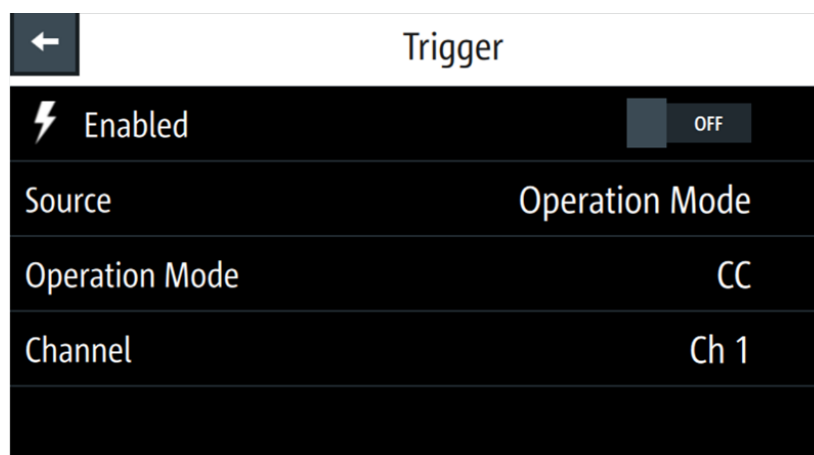 Trigger
Enabled OFF
Source Operation Mode
Operation Mode CC
Channel Ch 1